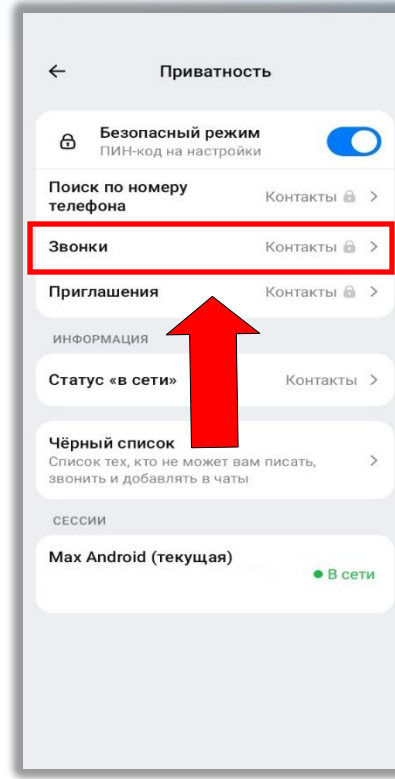 Приватность
Безопасный режим
ПИН-код на настройки
Поиск по номеру
телефона
Контакты
Звонки
Контакты
Приглашения
Контакты
ИНФОРМАЦИЯ
Статус «в сети»
Контакты
Чёрный список
Список тех, кто не может вам писать,
звонить и добавлять в чаты
СЕССИИ
Max Android (текущая)
В сети